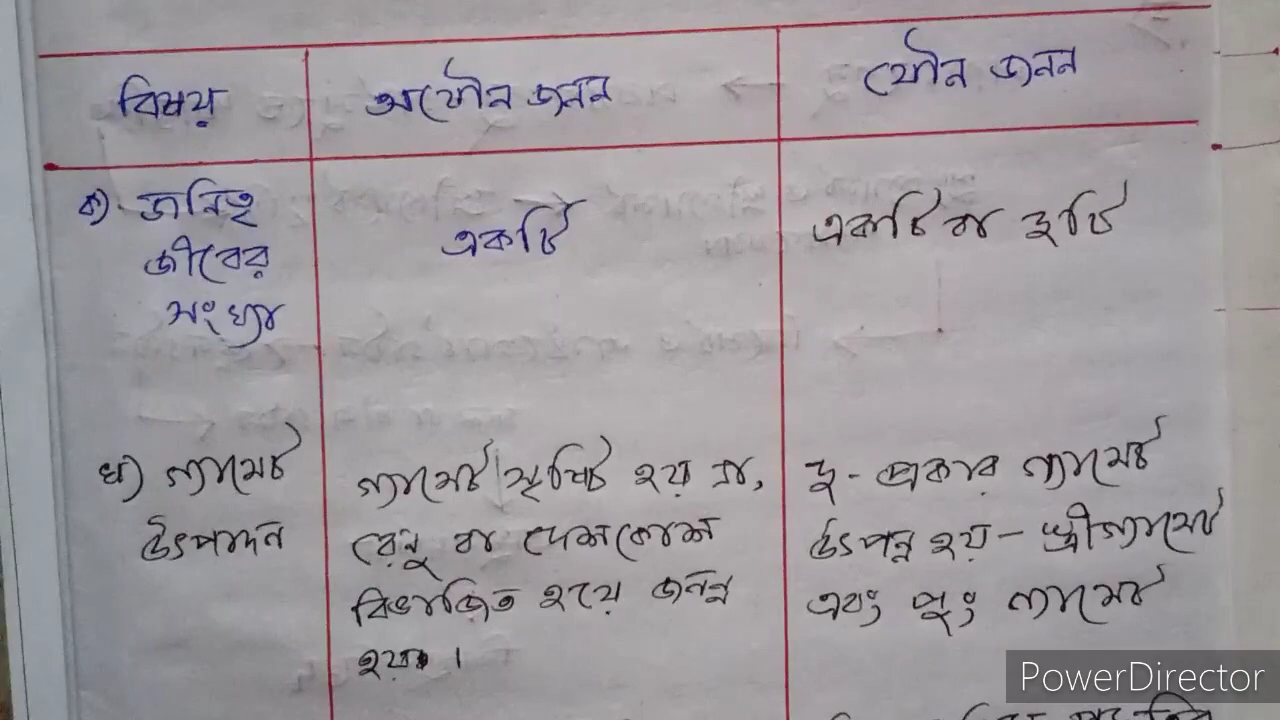 বিষয়
অযৌন জনন
যৌন জনন
ক) জনিতৃ
জীবের
সংখ্যা
একটি
একটি বা দুটি
খ) গ্যামেট
উৎপাদন
গ্যামেট সৃষ্টি হয় না,
রেনু বা দেহকোশ
বিভাজিত হয়ে জনন
হয়।
দু- প্রকার গ্যামেট
উৎপন্ন হয় - স্ত্রীগ্যামেট
এবং পুং গ্যামেট
PowerDirector